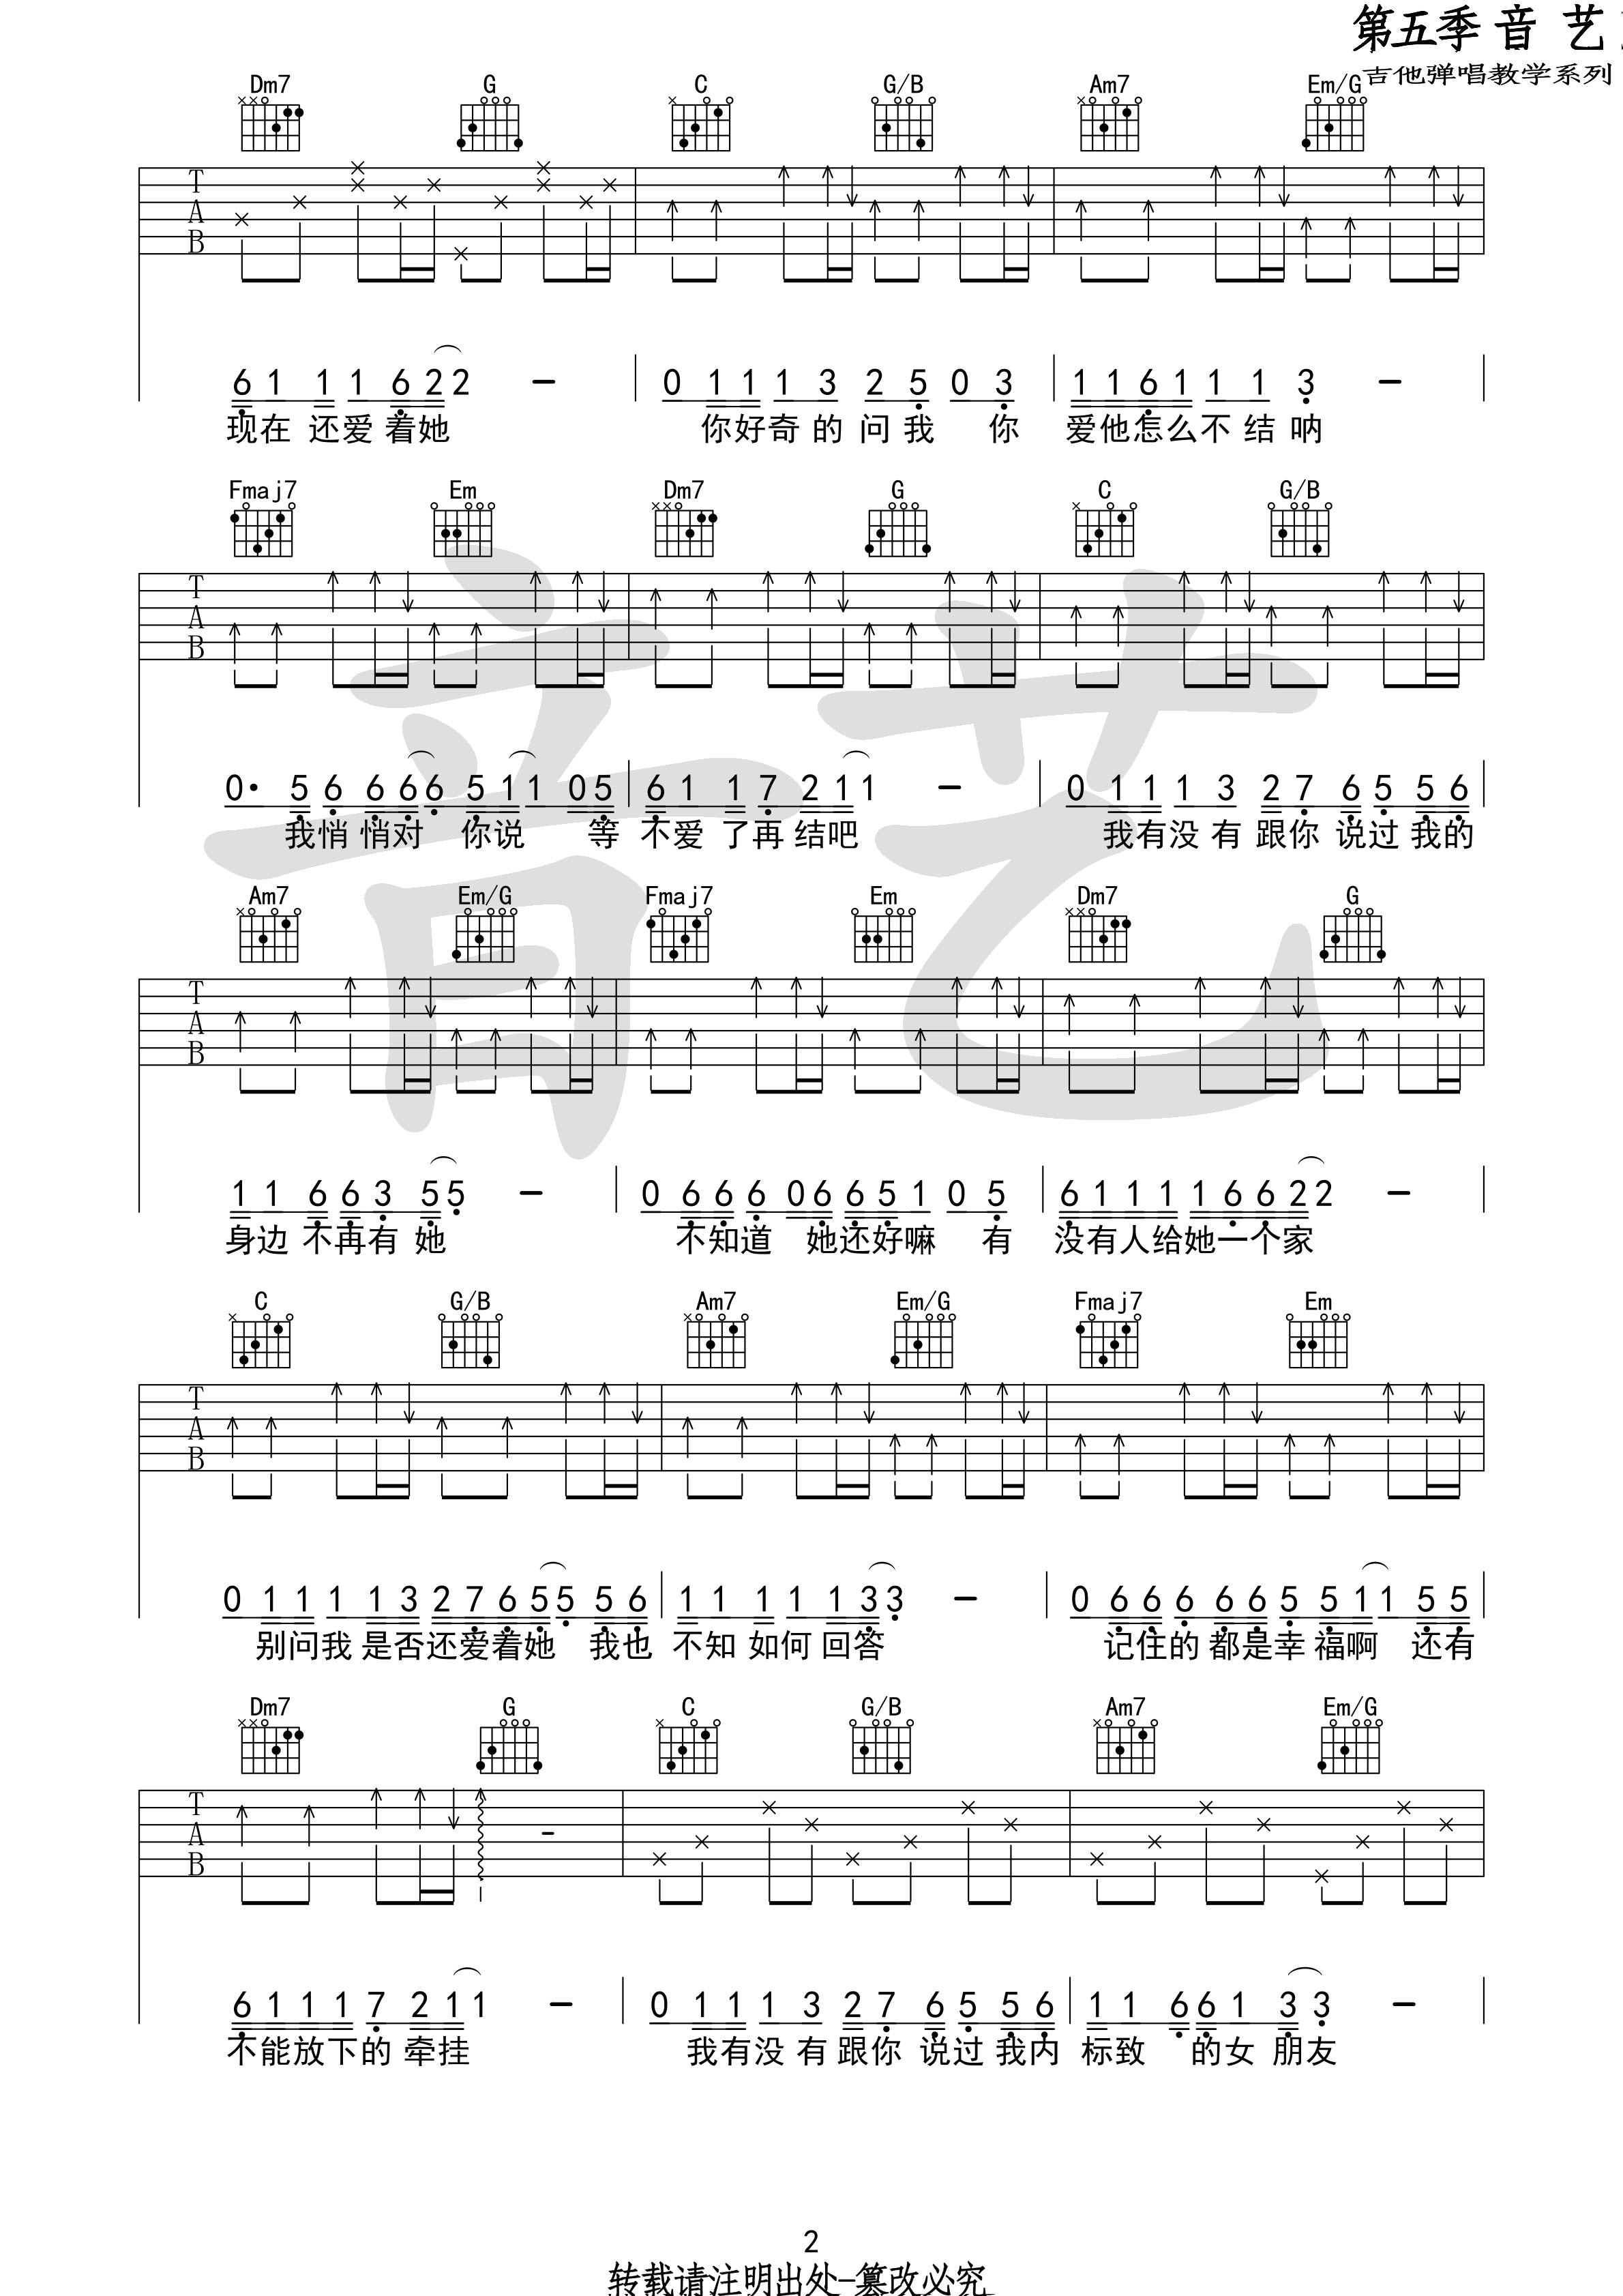 第五季 音 艺
吉他弹唱教学系列
Dm7 G C G/B Am7 Em/G
T
A
B
6 1 1 1 6 2 2 - | 0 1 1 1 3 2 5 0 3 | 1 1 6 1 1 1 3 - |
现在 还爱 着她 你好奇 的 问 我 你 爱他怎么 不 结 呐
Fmaj7 Em Dm7 G C G/B
T
A
B
0· 5 6 6 6 6 5 1 1 0 5 | 6 1 1 7 2 1 1 - | 0 1 1 1 3 2 7 6 5 5 6 |
我悄 悄对 你说 等 不爱 了再 结吧 我有没 有 跟你 说过 我的
音艺
Am7 Em/G Fmaj7 Em Dm7 G
T
A
B
1 1 6 6 3 5 5 - | 0 6 6 6 0 6 6 5 1 0 5 | 6 1 1 1 1 6 6 2 2 - |
身边 不再有 她 不知道 她还好嘛 有 没有人给她一个家
C G/B Am7 Em/G Fmaj7 Em
T
A
B
0 1 1 1 1 3 2 7 6 5 5 5 6 | 1 1 1 1 1 3 3 - | 0 6 6 6 6 6 5 5 1 1 5 5 |
别问我 是否还爱着她 我也 不知 如何 回答 记住的 都是幸 福啊 还有
Dm7 G C G/B Am7 Em/G
T
A
B
6 1 1 1 7 2 1 1 - | 0 1 1 1 3 2 7 6 5 5 6 | 1 1 6 6 1 3 3 - |
不能放下的 牵挂 我有没 有 跟你 说过 我内 标致 的女 朋友
2
转载请注明出处-篡改必究